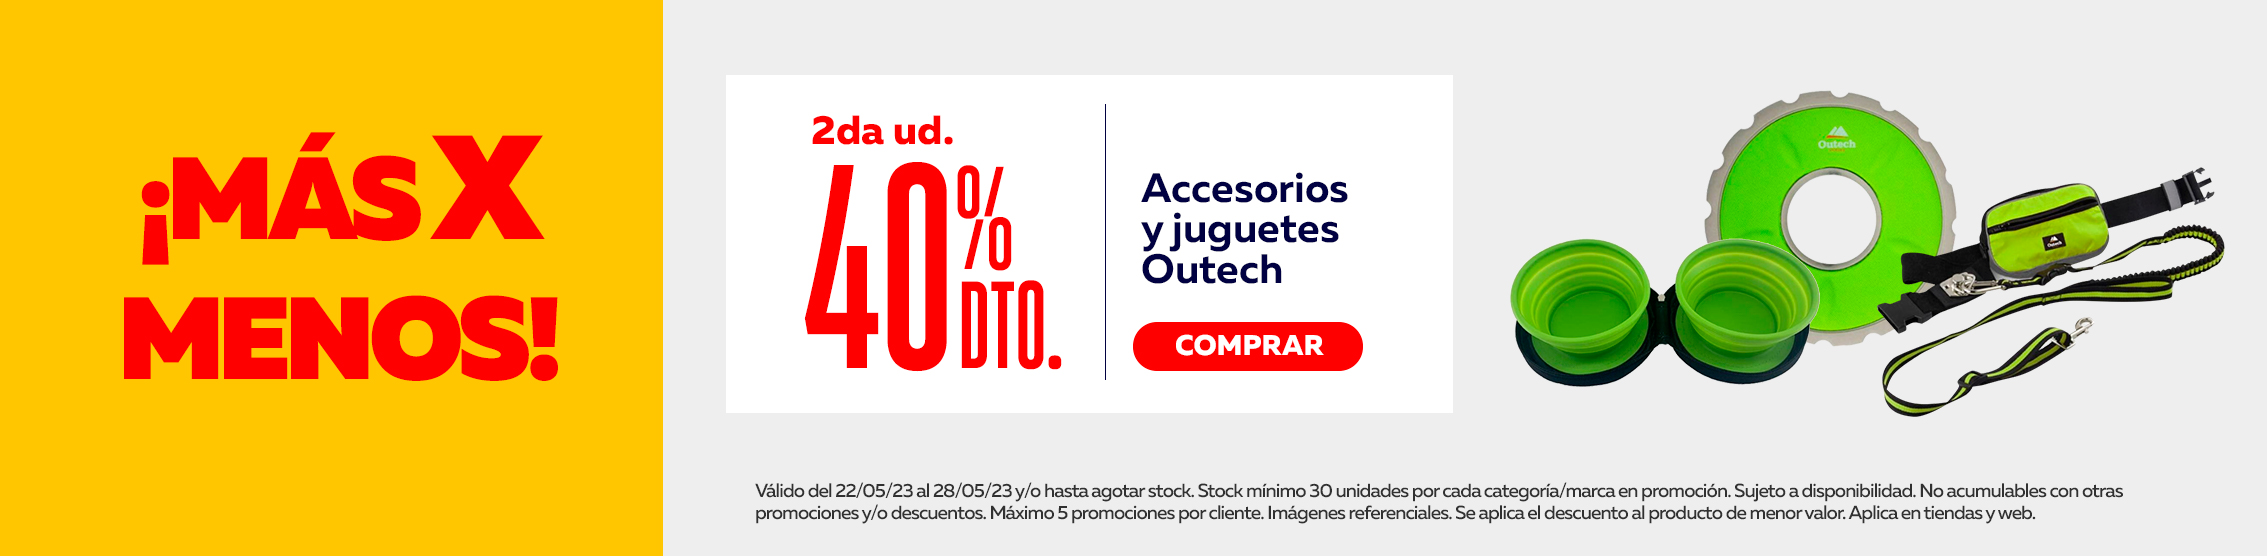 ¡MÁS X
MENOS!
2da ud.
40% DTO.
Accesorios
y juguetes
Outech
COMPRAR
Outech
Outech
Válido del 22/05/23 al 28/05/23 y/o hasta agotar stock. Stock mínimo 30 unidades por cada categoría/marca en promoción. Sujeto a disponibilidad. No acumulables con otras
promociones y/o descuentos. Máximo 5 promociones por cliente. Imágenes referenciales. Se aplica el descuento al producto de menor valor. Aplica en tiendas y web.